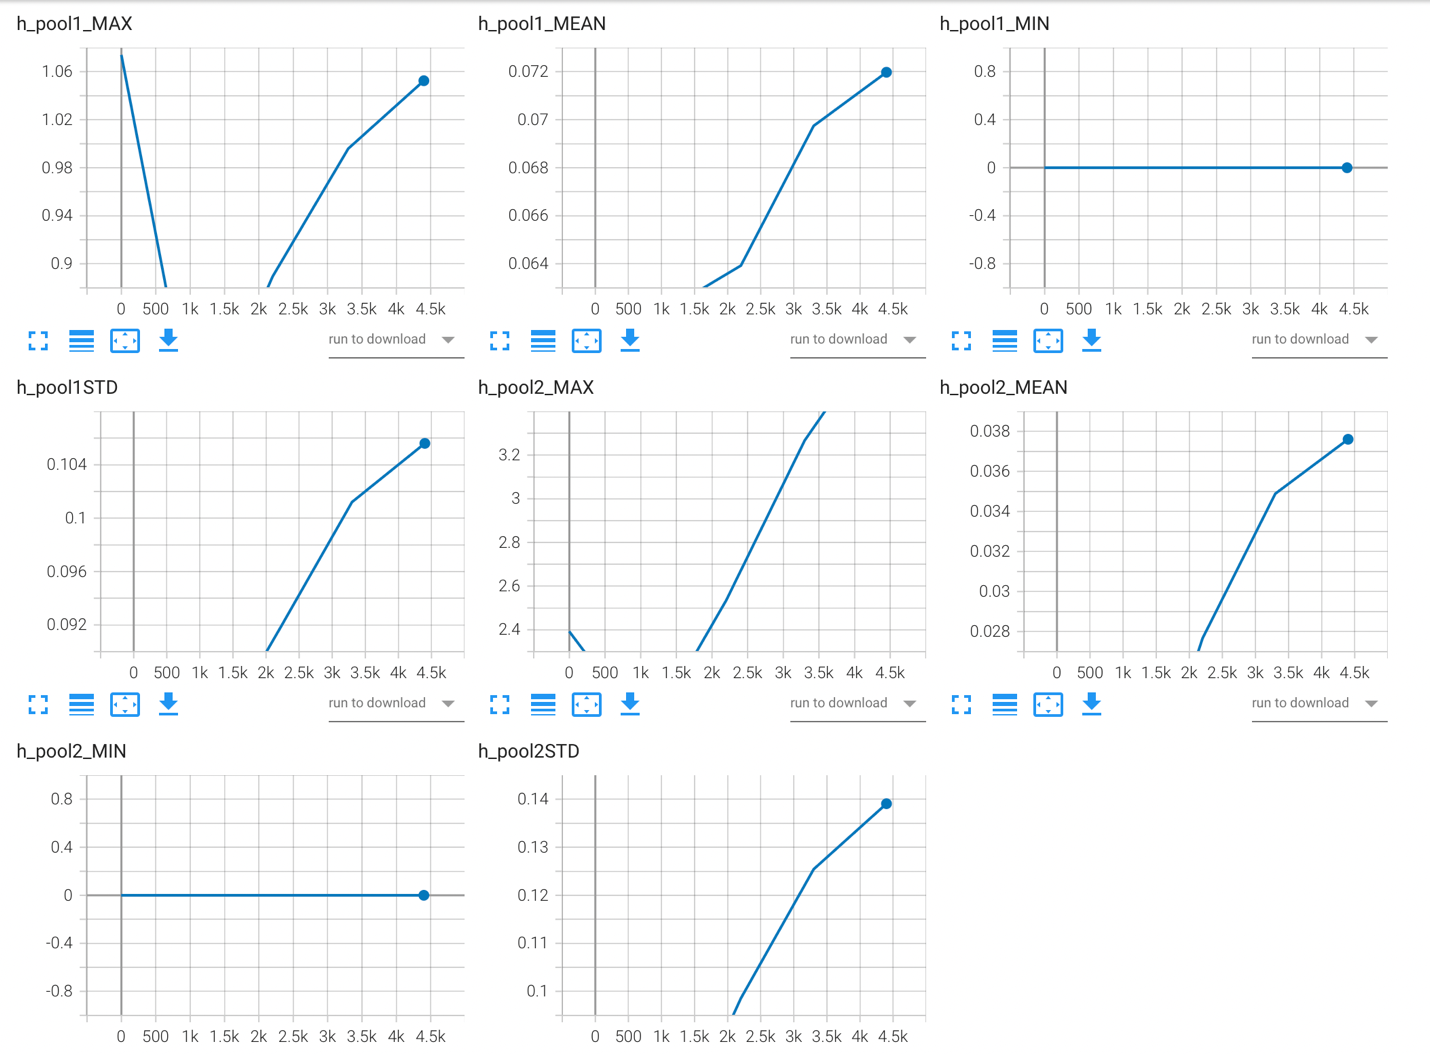 h_pool1_MAX
1.06
1.02
0.98
0.94
0.9
0 500 1k 1.5k 2k 2.5k 3k 3.5k 4k 4.5k
run to download
h_pool1_MEAN
0.072
0.07
0.068
0.066
0.064
0 500 1k 1.5k 2k 2.5k 3k 3.5k 4k 4.5k
run to download
h_pool1_MIN
0.8
0.4
0
-0.4
-0.8
0 500 1k 1.5k 2k 2.5k 3k 3.5k 4k 4.5k
run to download
h_pool1STD
0.104
0.1
0.096
0.092
0 500 1k 1.5k 2k 2.5k 3k 3.5k 4k 4.5k
run to download
h_pool2_MAX
3.2
3
2.8
2.6
2.4
0 500 1k 1.5k 2k 2.5k 3k 3.5k 4k 4.5k
run to download
h_pool2_MEAN
0.038
0.036
0.034
0.032
0.03
0.028
0 500 1k 1.5k 2k 2.5k 3k 3.5k 4k 4.5k
run to download
h_pool2_MIN
0.8
0.4
0
-0.4
-0.8
0 500 1k 1.5k 2k 2.5k 3k 3.5k 4k 4.5k
h_pool2STD
0.14
0.13
0.12
0.11
0.1
0 500 1k 1.5k 2k 2.5k 3k 3.5k 4k 4.5k